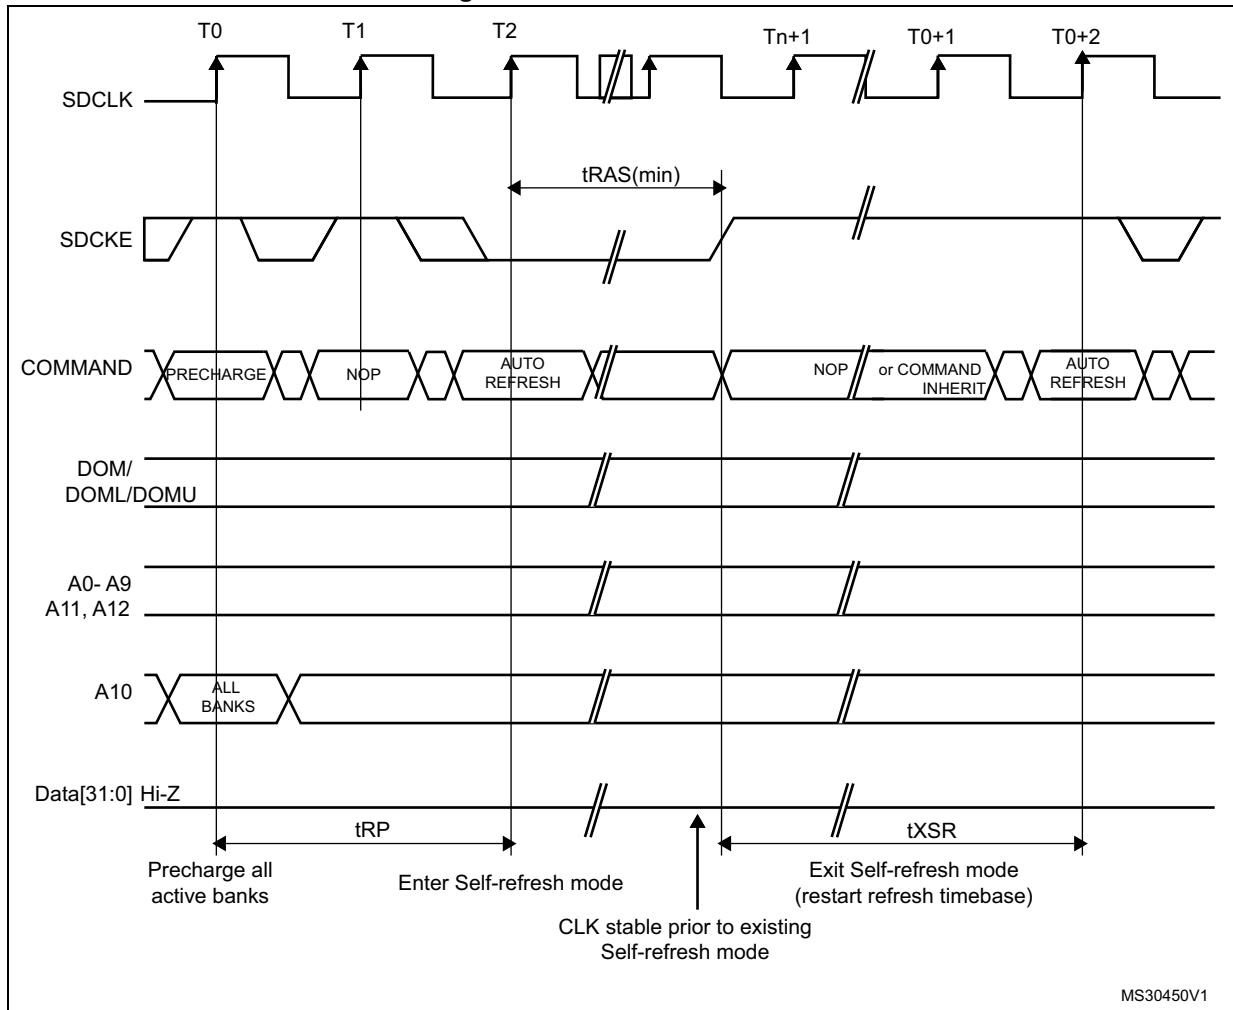 T0 T1 T2 Tn+1 T0+1 T0+2
SDCLK
tRAS(min)
SDCKE
COMMAND PRECHARGE NOP AUTO REFRESH NOP or COMMAND INHERIT AUTO REFRESH
DOM/
DOML/DOMU
A0- A9
A11, A12
A10 ALL BANKS
Data[31:0] Hi-Z
tRP tXSR
Precharge all
active banks
Enter Self-refresh mode
Exit Self-refresh mode
(restart refresh timebase)
CLK stable prior to existing
Self-refresh mode
MS30450V1